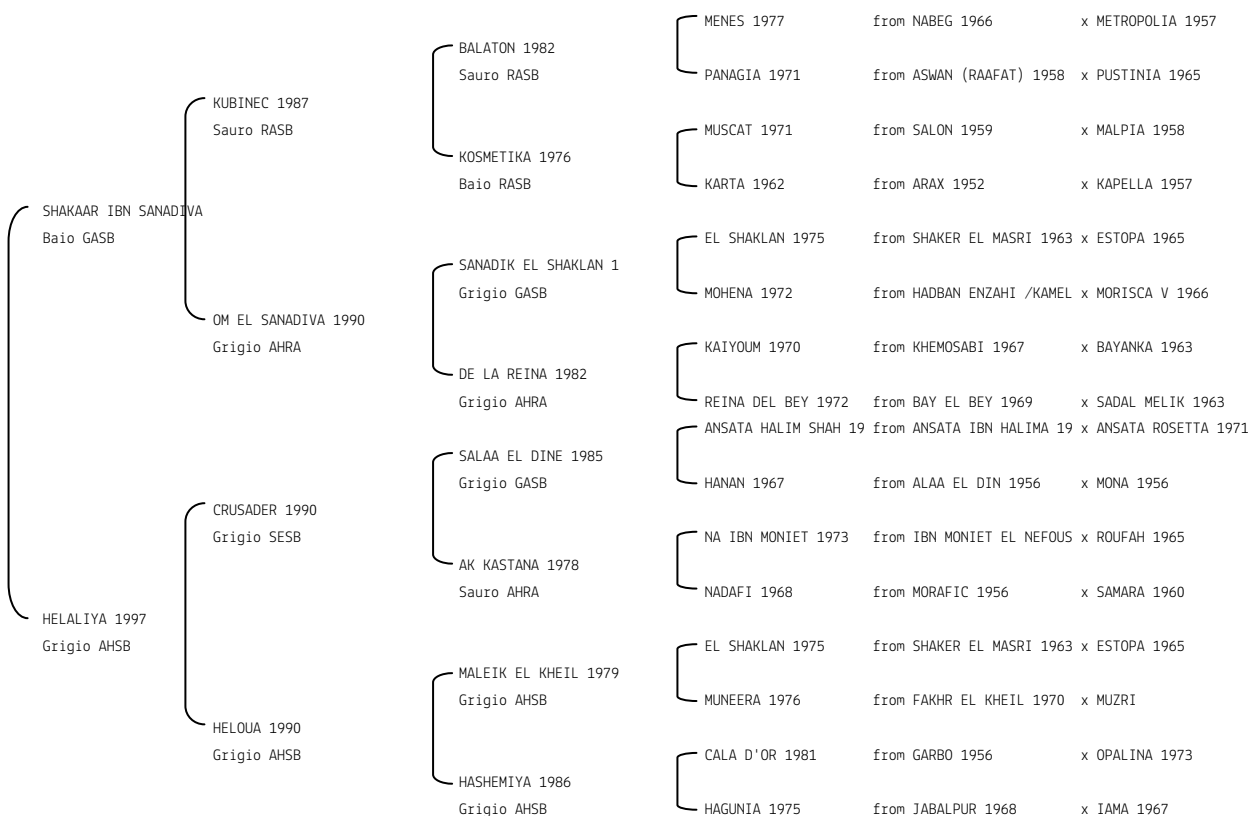 MENES 1977 from NABEG 1966 x METROPOLIA 1957
BALATON 1982
Sauro RASB
PANAGIA 1971 from ASWAN (RAAFAT) 1958 x PUSTINIA 1965
KUBINEC 1987
Sauro RASB
MUSCAT 1971 from SALON 1959 x MALPIA 1958
KOSMETIKA 1976
Baio RASB
KARTA 1962 from ARAX 1952 x KAPELLA 1957
SHAKAAR IBN SANADIVA
Baio GASB
EL SHAKLAN 1975 from SHAKER EL MASRI 1963 x ESTOPA 1965
SANADIK EL SHAKLAN 1
Grigio GASB
MOHENA 1972 from HADBAN ENZAHI /KAMEL x MORISCA V 1966
OM EL SANADIVA 1990
Grigio AHRA
KAIYOUM 1970 from KHEMOSABI 1967 x BAYANKA 1963
DE LA REINA 1982
Grigio AHRA
REINA DEL BEY 1972 from BAY EL BEY 1969 x SADAL MELIK 1963
ANSATA HALIM SHAH 19 from ANSATA IBN HALIMA 19 x ANSATA ROSETTA 1971
SALAA EL DINE 1985
Grigio GASB
HANAN 1967 from ALAA EL DIN 1956 x MONA 1956
CRUSADER 1990
Grigio SESB
NA IBN MONIET 1973 from IBN MONIET EL NEFOUS x ROUFAH 1965
AK KASTANA 1978
Sauro AHRA
NADAFI 1968 from MORAFIC 1956 x SAMARA 1960
HELALIYA 1997
Grigio AHSB
EL SHAKLAN 1975 from SHAKER EL MASRI 1963 x ESTOPA 1965
MALEIK EL KHEIL 1979
Grigio AHSB
MUNEERA 1976 from FAKHR EL KHEIL 1970 x MUZRI
HELOUA 1990
Grigio AHSB
CALA D'OR 1981 from GARBO 1956 x OPALINA 1973
HASHEMIYA 1986
Grigio AHSB
HAGUNIA 1975 from JABALPUR 1968 x IAMA 1967